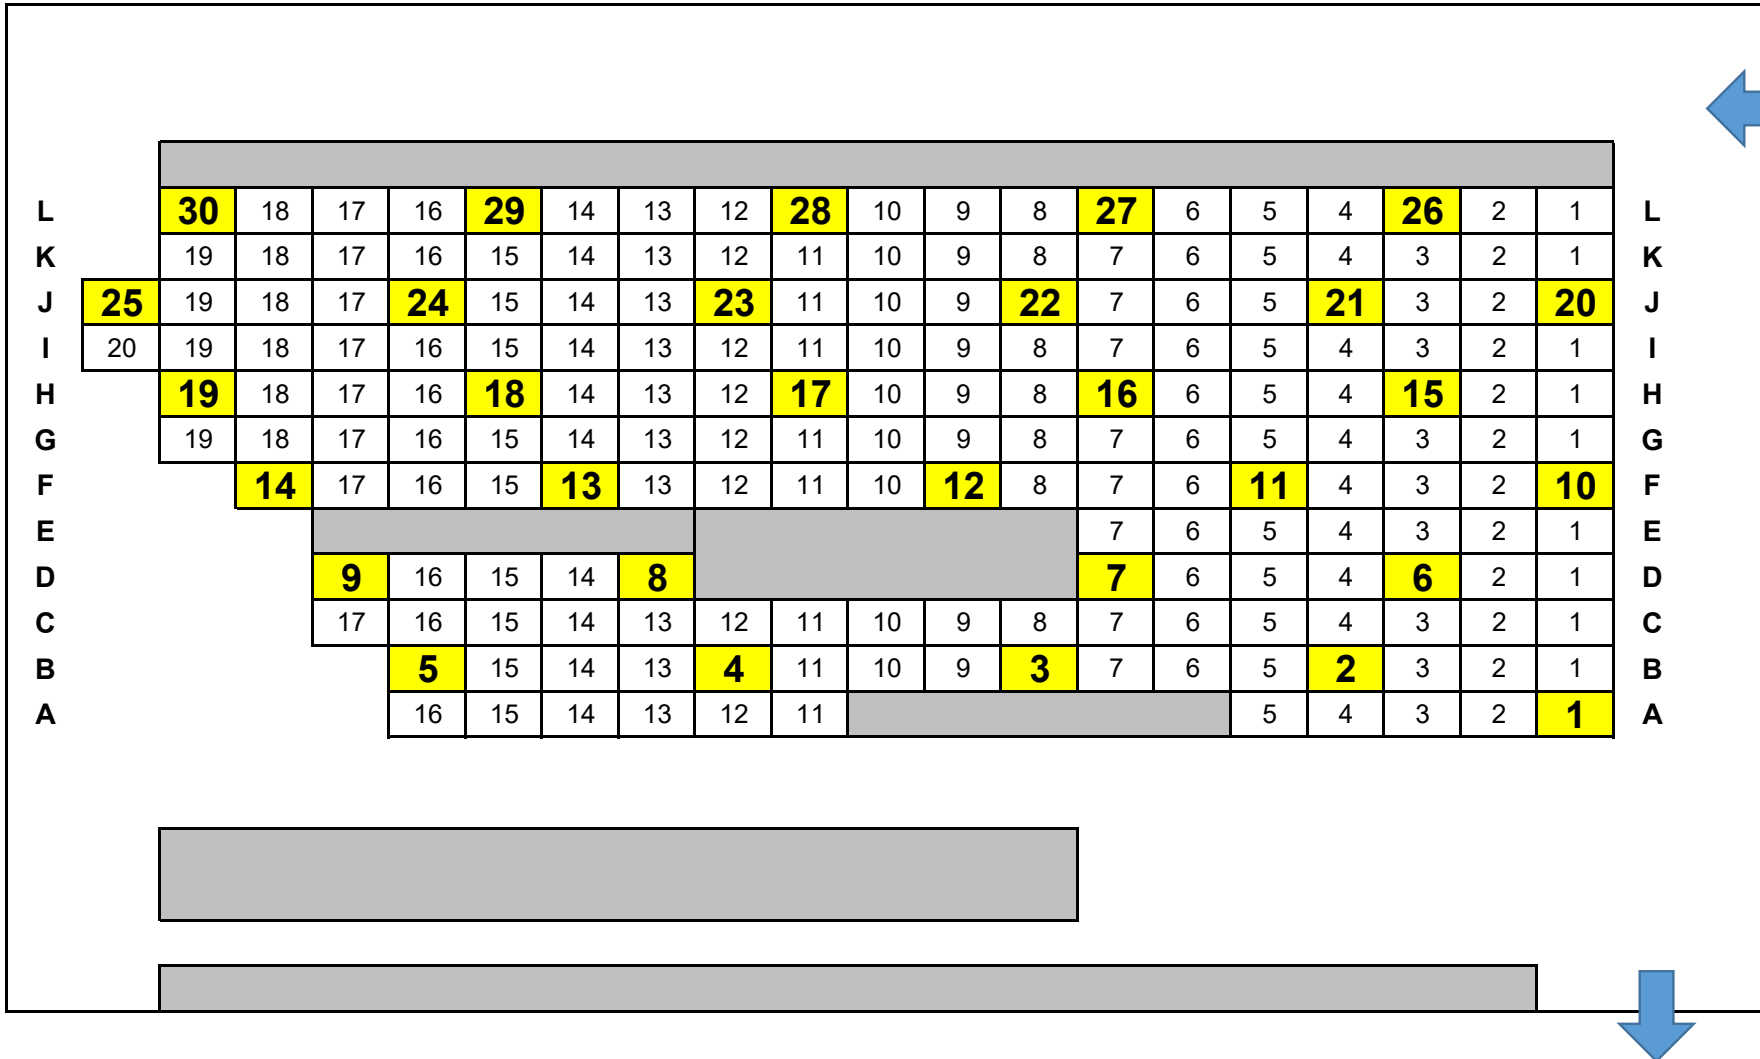 L 30 18 17 16 29 14 13 12 28 10 9 8 27 6 5 4 26 2 1 L
K 19 18 17 16 15 14 13 12 11 10 9 8 7 6 5 4 3 2 1 K
J 25 19 18 17 24 15 14 13 23 11 10 9 22 7 6 5 21 3 2 20 J
I 20 19 18 17 16 15 14 13 12 11 10 9 8 7 6 5 4 3 2 1 I
H 19 18 17 16 18 14 13 12 17 10 9 8 16 6 5 4 15 2 1 H
G 19 18 17 16 15 14 13 12 11 10 9 8 7 6 5 4 3 2 1 G
F 14 17 16 15 13 13 12 11 10 12 8 7 6 11 4 3 2 10 F
E 7 6 5 4 3 2 1 E
D 9 16 15 14 8 7 6 5 4 6 2 1 D
C 17 16 15 14 13 12 11 10 9 8 7 6 5 4 3 2 1 C
B 5 15 14 13 4 11 10 9 3 7 6 5 2 3 2 1 B
A 16 15 14 13 12 11 5 4 3 2 1 A